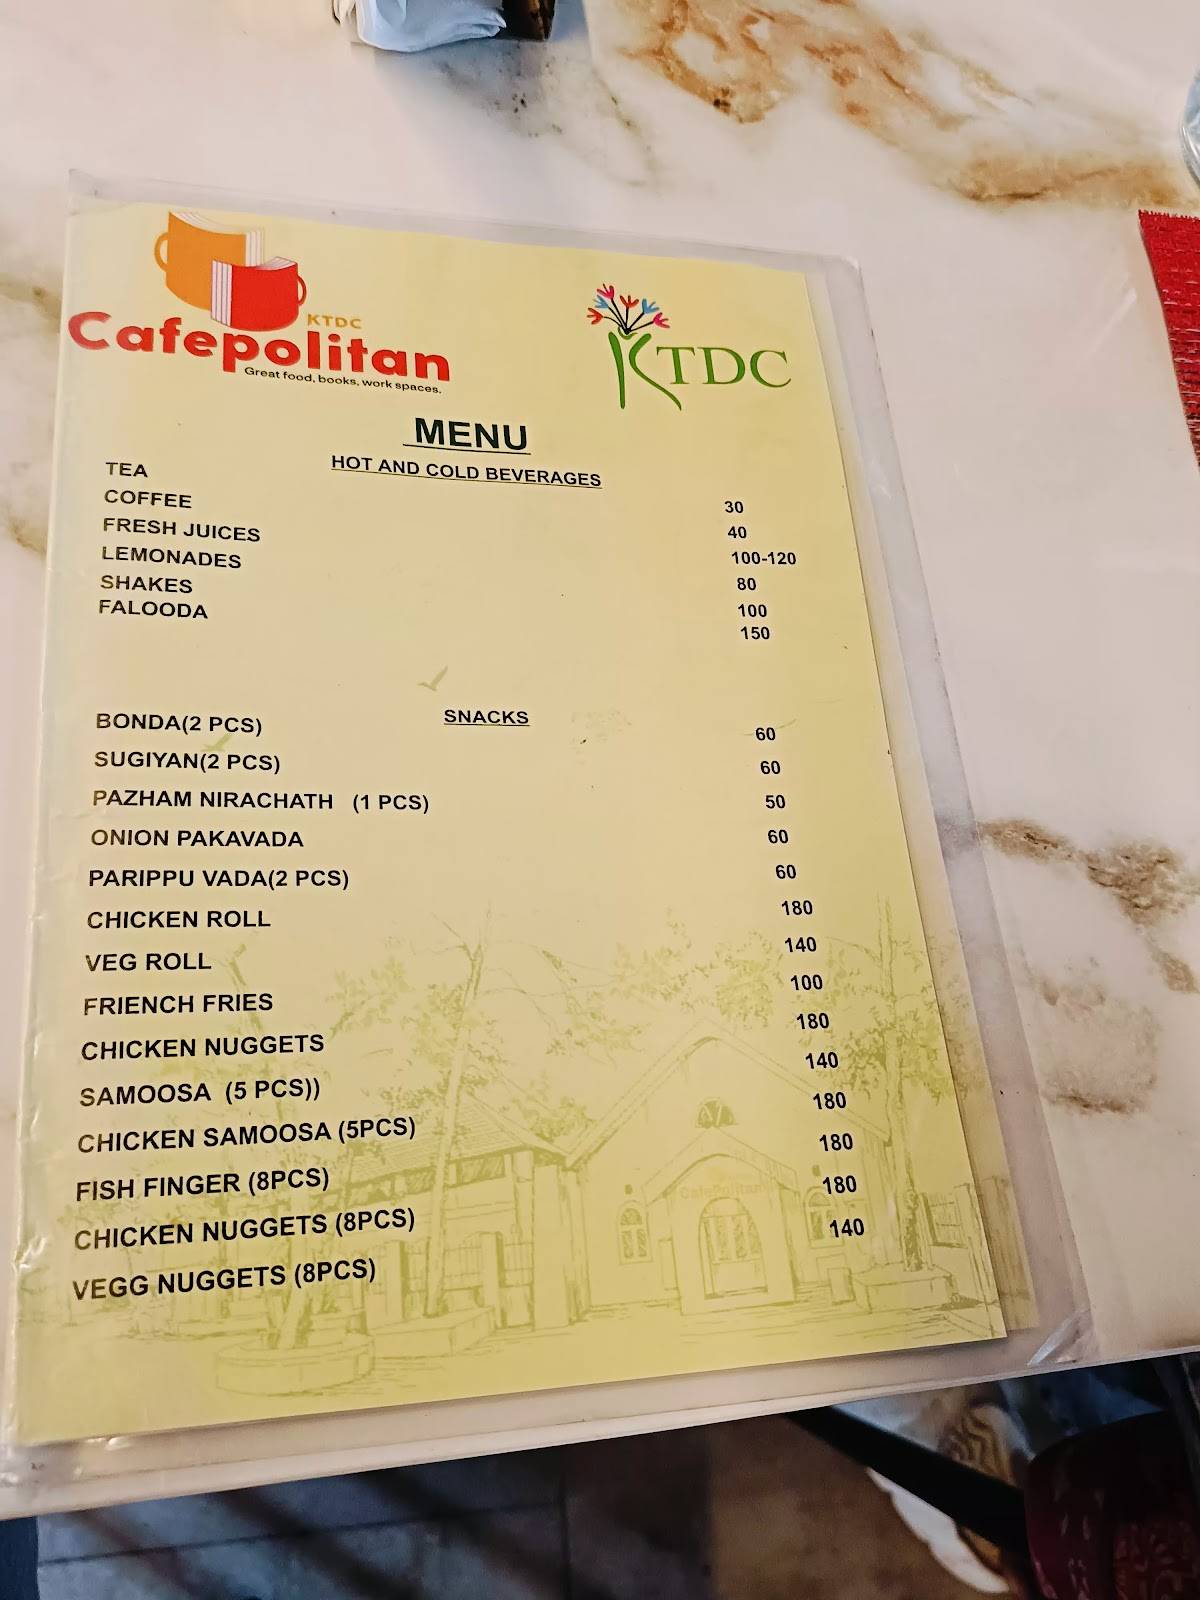 KTDC
Cafepolitan
Great food, books, work spaces.
KTDC
MENU
HOT AND COLD BEVERAGES
TEA 30
COFFEE 40
FRESH JUICES 100-120
LEMONADES 80
SHAKES 100
FALOODA 150
SNACKS
BONDA(2 PCS) 60
SUGIYAN(2 PCS) 60
PAZHAM NIRACHATH (1 PCS) 50
ONION PAKAVADA 60
PARIPPU VADA(2 PCS) 60
CHICKEN ROLL 180
VEG ROLL 140
FRIENCH FRIES 100
CHICKEN NUGGETS 180
SAMOOSA (5 PCS)) 140
CHICKEN SAMOOSA (5PCS) 180
FISH FINGER (8PCS) 180
CHICKEN NUGGETS (8PCS) 180
VEGG NUGGETS (8PCS) 140
Cafepolitan